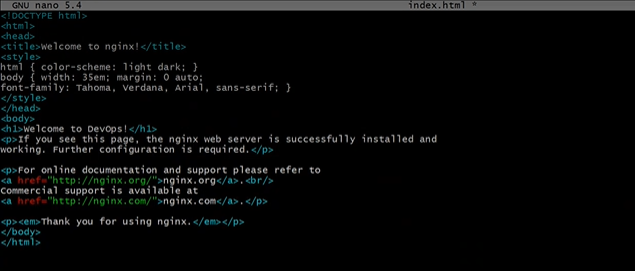 GNU nano 5.4 index.html *
<!DOCTYPE html>
<html>
<head>
<title>Welcome to nginx!</title>
<style>
html { color-scheme: light dark; }
body { width: 35em; margin: 0 auto;
font-family: Tahoma, Verdana, Arial, sans-serif; }
</style>
</head>
<body>
<h1>Welcome to DevOps!</h1>
<p>If you see this page, the nginx web server is successfully installed and
working. Further configuration is required.</p>
<p>For online documentation and support please refer to
<a href="http://nginx.org/">nginx.org</a>.<br/>
Commercial support is available at
<a href="http://nginx.com/">nginx.com</a>.</p>
<p><em>Thank you for using nginx.</em></p>
</body>
</html>